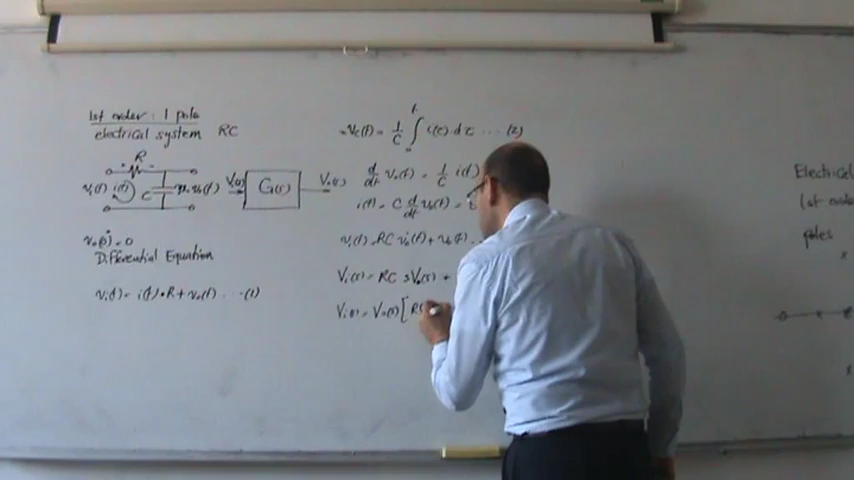 1st order : 1 pole
electrical system RC
R
vi(t) i(t) C vo(t)
Vi(s) G(s) Vo(s)
vo(0) = 0
Differential Equation
vi(t) = i(t)•R + vo(t) ... (1)
= vc(t) = 1/C ∫ i(τ) dτ ... (2)
d/dt vo(t) = 1/C i(t)
i(t) = C d/dt vo(t) =
vi(t) = RC vo(t) + vo(t)
Vi(s) = RC sVo(s) +
Vi(s) = Vo(s) [ RC
Electrical
1st order
poles